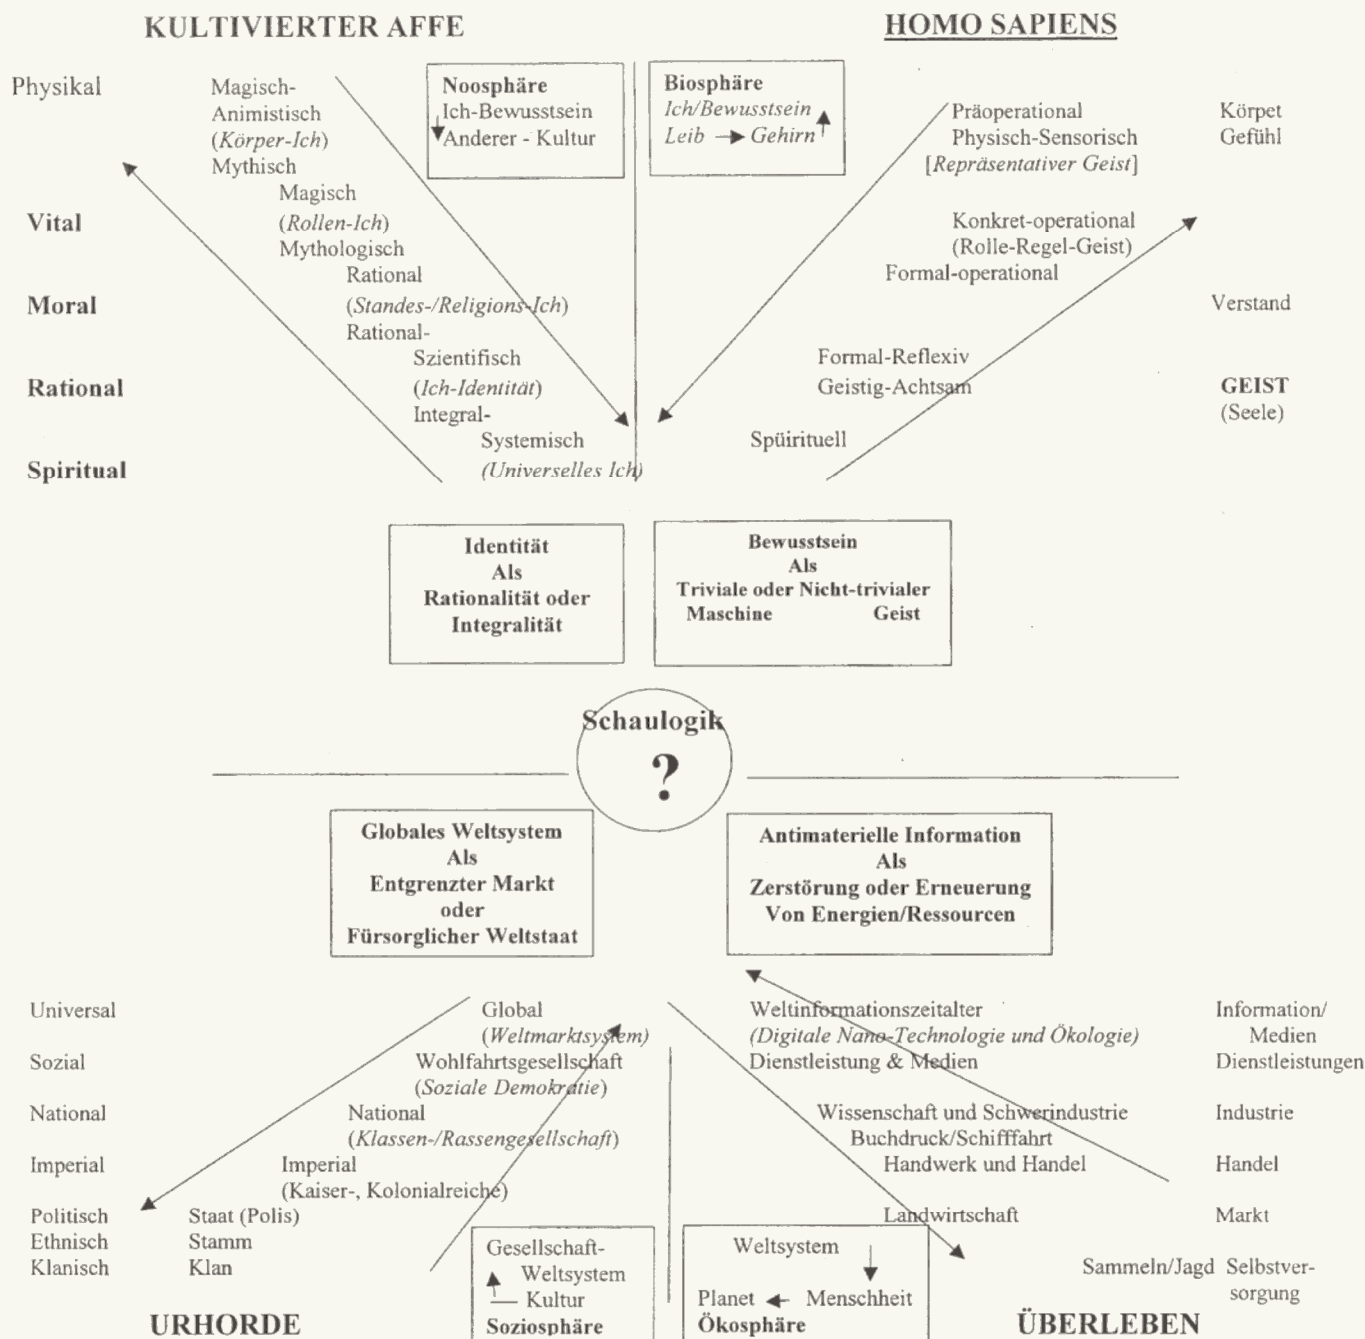 KULTIVIERTER AFFE
HOMO SAPIENS
Physikal
Vital
Moral
Rational
Spiritual
Magisch-
Animistisch
(Körper-Ich)
Mythisch
Magisch
(Rollen-Ich)
Mythologisch
Rational
(Standes-/Religions-Ich)
Rational-
Szientifisch
(Ich-Identität)
Integral-
Systemisch
(Universelles Ich)
Noosphäre
Ich-Bewusstsein
Anderer - Kultur
Biosphäre
Ich/Bewusstsein
Leib → Gehirn
Präoperational
Physisch-Sensorisch
[Repräsentativer Geist]
Konkret-operational
(Rolle-Regel-Geist)
Formal-operational
Formal-Reflexiv
Geistig-Achtsam
Spüirituell
Körpet
Gefühl
Verstand
GEIST
(Seele)
Identität
Als
Rationalität oder
Integralität
Bewusstsein
Als
Triviale oder Nicht-trivialer
Maschine Geist
Schaulogik
?
Globales Weltsystem
Als
Entgrenzter Markt
oder
Fürsorglicher Weltstaat
Antimaterielle Information
Als
Zerstörung oder Erneuerung
Von Energien/Ressourcen
Universal
Sozial
National
Imperial
Politisch
Ethnisch
Klanisch
Global
(Weltmarktsystem)
Wohlfahrtsgesellschaft
(Soziale Demokratie)
National
(Klassen-/Rassengesellschaft)
Imperial
(Kaiser-, Kolonialreiche)
Staat (Polis)
Stamm
Klan
Gesellschaft-
Weltsystem
Kultur
Soziosphäre
Weltsystem
Planet ← Menschheit
Ökosphäre
Weltinformationszeitalter
(Digitale Nano-Technologie und Ökologie)
Dienstleistung & Medien
Wissenschaft und Schwerindustrie
Buchdruck/Schifffahrt
Handwerk und Handel
Landwirtschaft
Sammeln/Jagd
Information/
Medien
Dienstleistungen
Industrie
Handel
Markt
Selbstver-
sorgung
URHORDE
ÜBERLEBEN